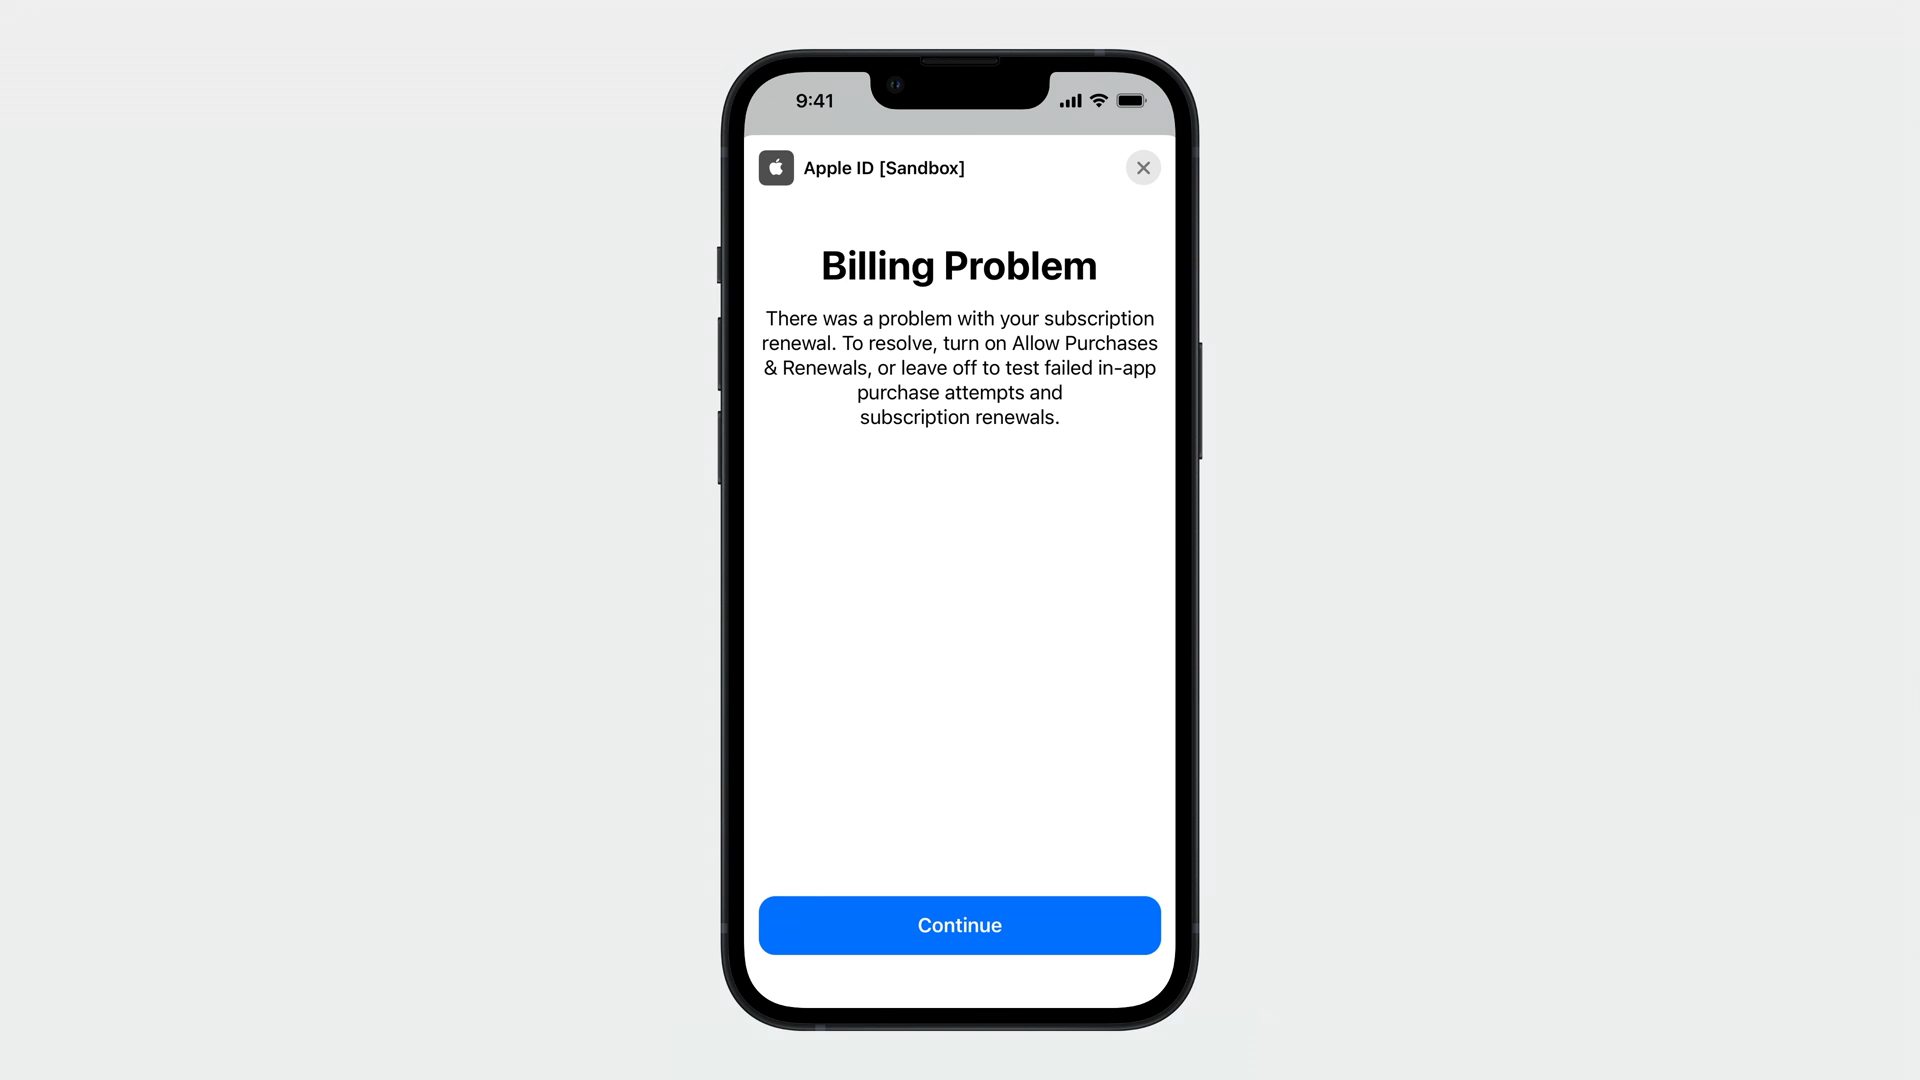 9:41
Apple ID [Sandbox]
Billing Problem
There was a problem with your subscription
renewal. To resolve, turn on Allow Purchases
& Renewals, or leave off to test failed in-app
purchase attempts and
subscription renewals.
Continue